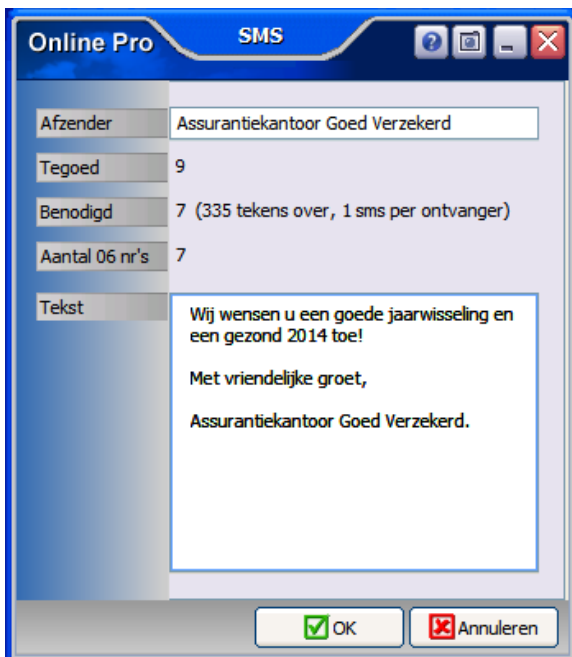 Online Pro SMS
Afzender Assurantiekantoor Goed Verzekerd
Tegoed 9
Benodigd 7 (335 tekens over, 1 sms per ontvanger)
Aantal 06 nr's 7
Tekst Wij wensen u een goede jaarwisseling en
een gezond 2014 toe!
Met vriendelijke groet,
Assurantiekantoor Goed Verzekerd.
OK Annuleren